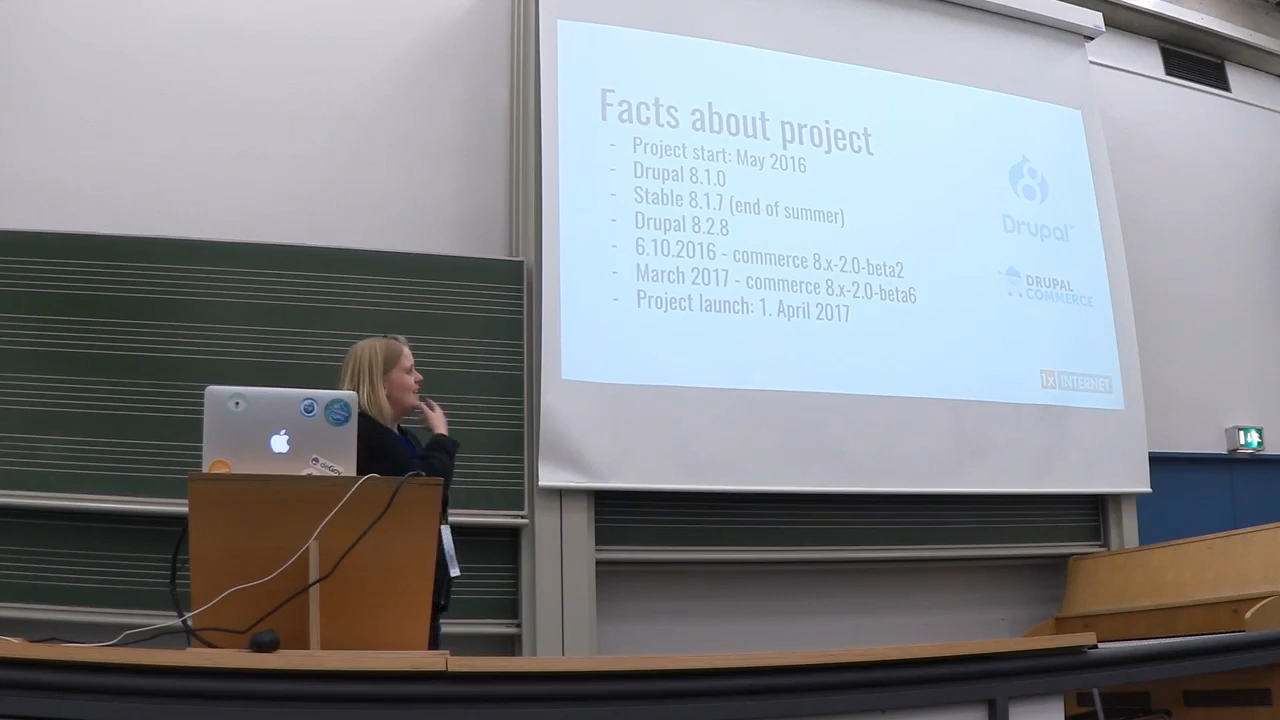 Facts about project
- Project start: May 2016
- Drupal 8.1.0
- Stable 8.1.7 (end of summer)
- Drupal 8.2.8
- 6.10.2016 - commerce 8.x-2.0-beta2
- March 2017 - commerce 8.x-2.0-beta6
- Project launch: 1. April 2017
8
Drupal
DRUPAL
COMMERCE
1x INTERNET
deGov